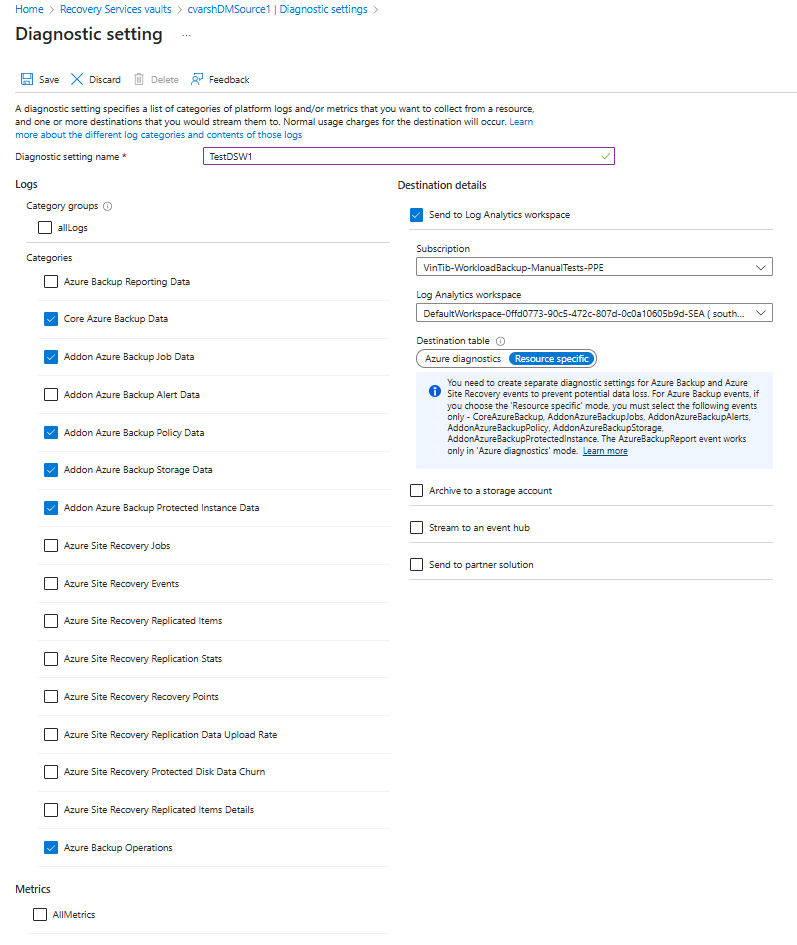 Home > Recovery Services vaults > cvarshDMSource1 | Diagnostic settings >
Diagnostic setting ...
Save Discard Delete Feedback
A diagnostic setting specifies a list of categories of platform logs and/or metrics that you want to collect from a resource,
and one or more destinations that you would stream them to. Normal usage charges for the destination will occur. Learn
more about the different log categories and contents of those logs
Diagnostic setting name * TestDSW1
Logs
Category groups
allLogs
Categories
Azure Backup Reporting Data
Core Azure Backup Data
Addon Azure Backup Job Data
Addon Azure Backup Alert Data
Addon Azure Backup Policy Data
Addon Azure Backup Storage Data
Addon Azure Backup Protected Instance Data
Azure Site Recovery Jobs
Azure Site Recovery Events
Azure Site Recovery Replicated Items
Azure Site Recovery Replication Stats
Azure Site Recovery Recovery Points
Azure Site Recovery Replication Data Upload Rate
Azure Site Recovery Protected Disk Data Churn
Azure Site Recovery Replicated Items Details
Azure Backup Operations
Metrics
AllMetrics
Destination details
Send to Log Analytics workspace
Subscription
VinTib-WorkloadBackup-ManualTests-PPE
Log Analytics workspace
DefaultWorkspace-0ffd0773-90c5-472c-807d-0c0a10605b9d-SEA ( south...
Destination table
Azure diagnostics Resource specific
You need to create separate diagnostic settings for Azure Backup and Azure
Site Recovery events to prevent potential data loss. For Azure Backup events, if
you choose the 'Resource specific' mode, you must select the following events
only - CoreAzureBackup, AddonAzureBackupJobs, AddonAzureBackupAlerts,
AddonAzureBackupPolicy, AddonAzureBackupStorage,
AddonAzureBackupProtectedInstance. The AzureBackupReport event works
only in 'Azure diagnostics' mode. Learn more
Archive to a storage account
Stream to an event hub
Send to partner solution